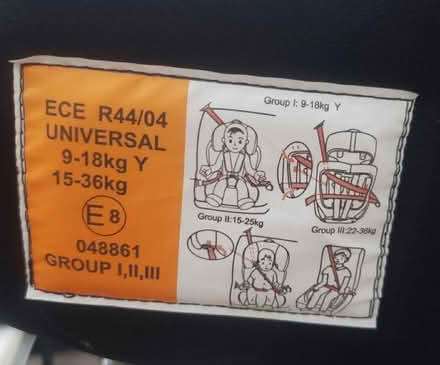 ECE R44/04
UNIVERSAL
9-18kg Y
15-36kg
E8
048861
GROUP I,II,III
Group I: 9-18kg Y
Group II:15-25kg
Group III:22-36kg